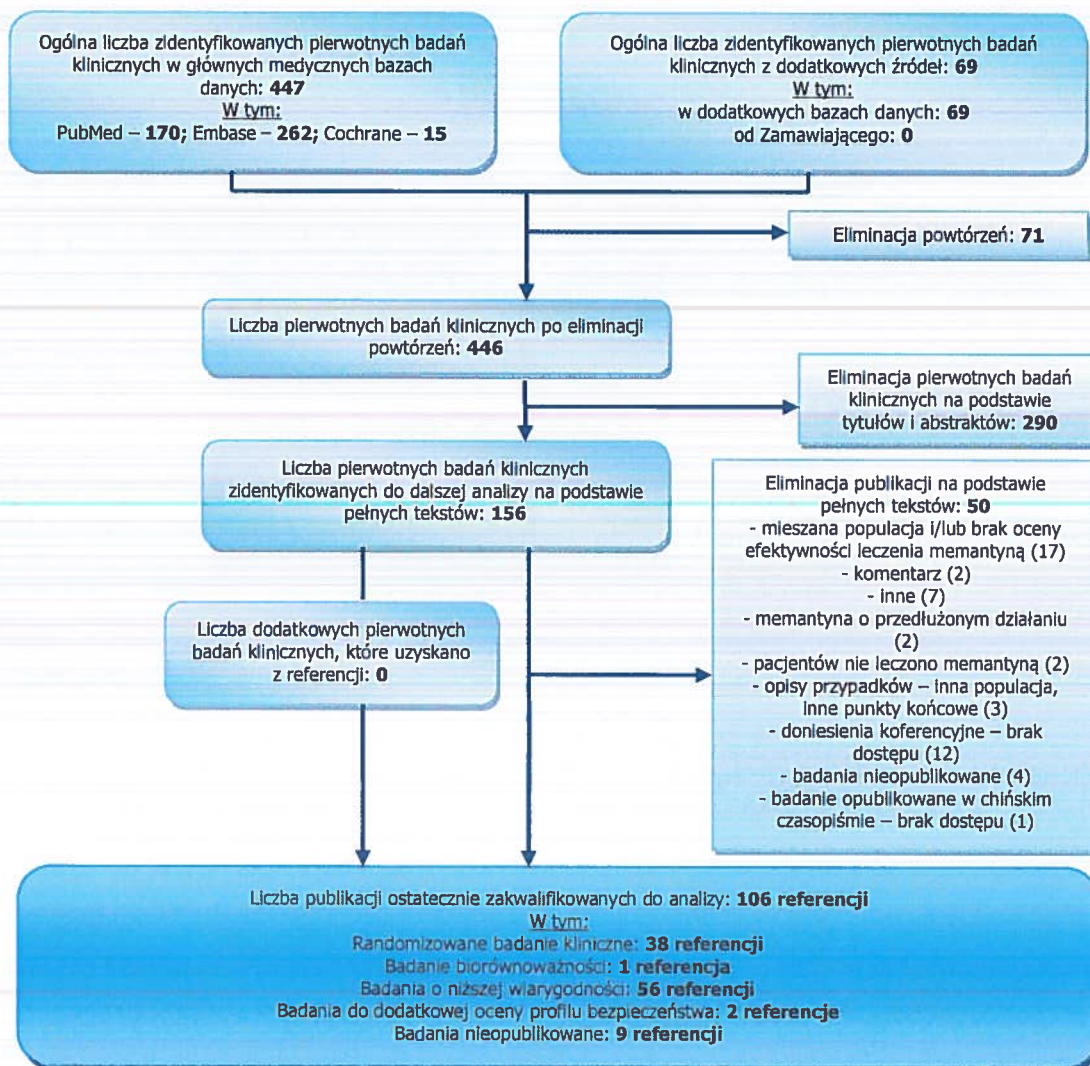 Ogólna liczba zidentyfikowanych pierwotnych badań
klinicznych w głównych medycznych bazach
danych: 447
W tym:
PubMed – 170; Embase – 262; Cochrane – 15
Ogólna liczba zidentyfikowanych pierwotnych badań
klinicznych z dodatkowych źródeł: 69
W tym:
w dodatkowych bazach danych: 69
od Zamawiającego: 0
Eliminacja powtórzeń: 71
Liczba pierwotnych badań klinicznych po eliminacji
powtórzeń: 446
Eliminacja pierwotnych badań
klinicznych na podstawie
tytułów i abstraktów: 290
Liczba pierwotnych badań klinicznych
zidentyfikowanych do dalszej analizy na podstawie
pełnych tekstów: 156
Eliminacja publikacji na podstawie
pełnych tekstów: 50
- mieszana populacja i/lub brak oceny
efektywności leczenia memantyną (17)
- komentarz (2)
- inne (7)
- memantyna o przedłużonym działaniu
(2)
- pacjentów nie leczono memantyną (2)
- opisy przypadków – inna populacja,
inne punkty końcowe (3)
- doniesienia koferencyjne – brak
dostępu (12)
- badania nieopublikowane (4)
- badanie opublikowane w chińskim
czasopiśmie – brak dostępu (1)
Liczba dodatkowych pierwotnych
badań klinicznych, które uzyskano
z referencji: 0
Liczba publikacji ostatecznie zakwalifikowanych do analizy: 106 referencji
W tym:
Randomizowane badanie kliniczne: 38 referencji
Badanie biorównoważności: 1 referencja
Badania o niższej wiarygodności: 56 referencji
Badania do dodatkowej oceny profilu bezpieczeństwa: 2 referencje
Badania nieopublikowane: 9 referencji